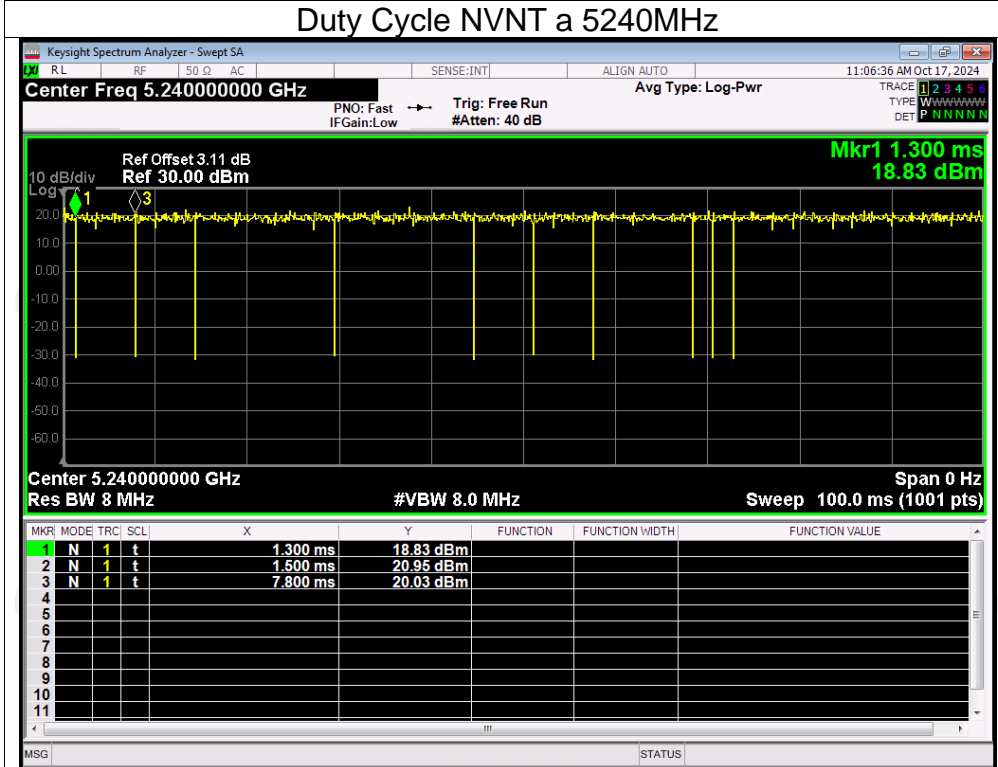 Duty Cycle NVNT a 5240MHz
Keysight Spectrum Analyzer - Swept SA
LXI RL RF 50 Ω AC SENSE:INT ALIGN AUTO 11:06:36 AM Oct 17, 2024
Center Freq 5.240000000 GHz Avg Type: Log-Pwr TRACE 1 2 3 4 5 6
PNO: Fast Trig: Free Run TYPE WWWWWW
IFGain:Low #Atten: 40 dB DET P N N N N N
Mkr1 1.300 ms
Ref Offset 3.11 dB
10 dB/div Ref 30.00 dBm 18.83 dBm
Log
1 3
20.0
10.0
0.00
-10.0
-20.0
-30.0
-40.0
-50.0
-60.0
Center 5.240000000 GHz Span 0 Hz
Res BW 8 MHz #VBW 8.0 MHz Sweep 100.0 ms (1001 pts)
MKR MODE TRC SCL X Y FUNCTION FUNCTION WIDTH FUNCTION VALUE
1 N 1 t 1.300 ms 18.83 dBm
2 N 1 t 1.500 ms 20.95 dBm
3 N 1 t 7.800 ms 20.03 dBm
4
5
6
7
8
9
10
11
MSG STATUS